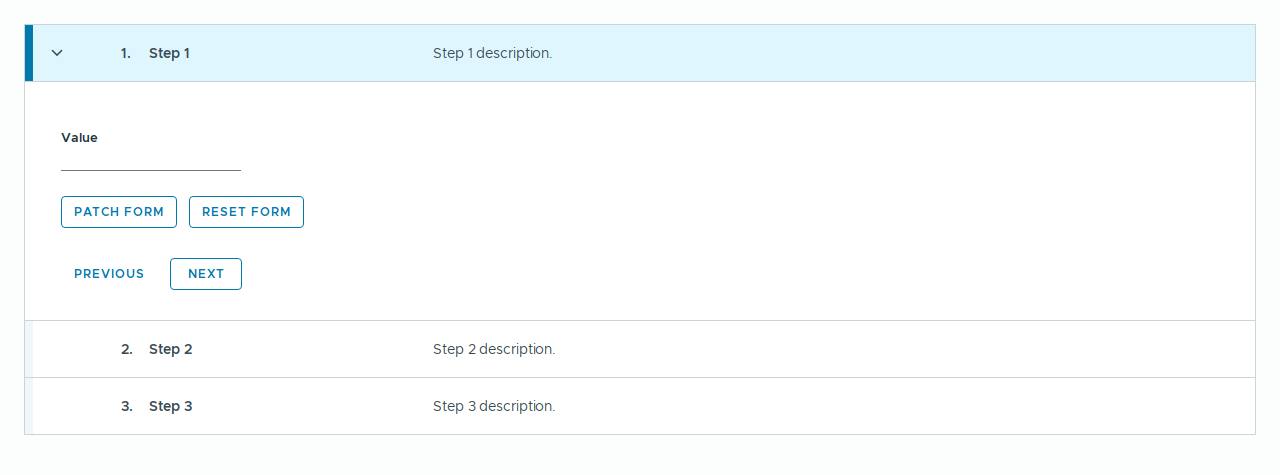 1. Step 1 Step 1 description.
Value
PATCH FORM RESET FORM
PREVIOUS NEXT
2. Step 2 Step 2 description.
3. Step 3 Step 3 description.